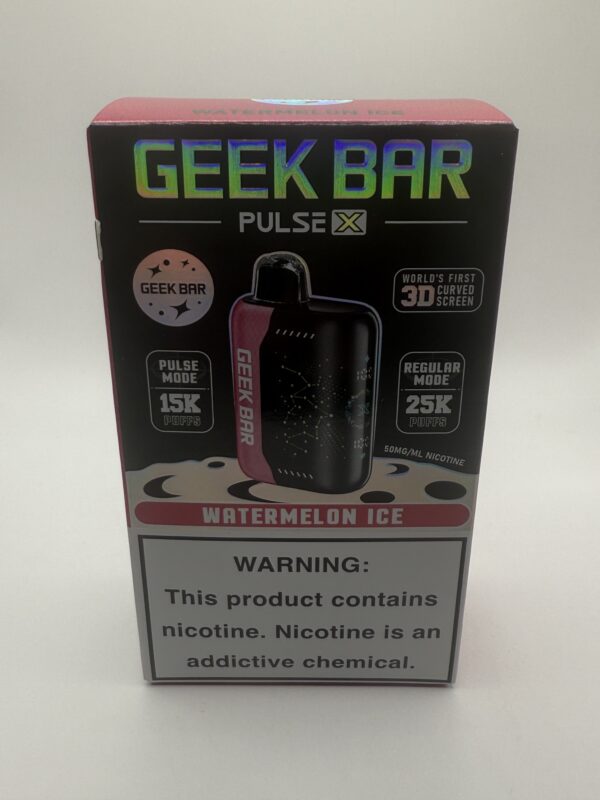 WATERMELON ICE
GEEK BAR
PULSE X
GEEK BAR
WORLD'S FIRST
3D CURVED
SCREEN
PULSE
MODE
15K
PUFFS
GEEK BAR
REGULAR
MODE
25K
PUFFS
50MG/ML NICOTINE
WATERMELON ICE
WARNING:
This product contains
nicotine. Nicotine is an
addictive chemical.